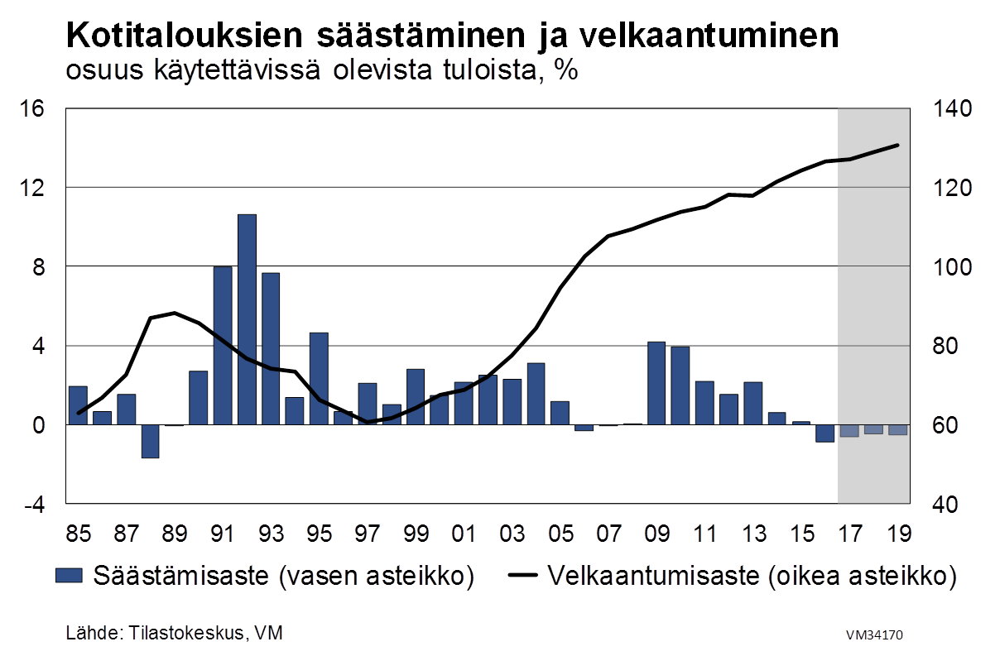 Kotitalouksien säästäminen ja velkaantuminen
osuus käytettävissä olevista tuloista, %
16 140
12 120
8 100
4 80
0 60
-4 40
85 87 89 91 93 95 97 99 01 03 05 07 09 11 13 15 17 19
Säästämisaste (vasen asteikko) Velkaantumisaste (oikea asteikko)
Lähde: Tilastokeskus, VM VM34170